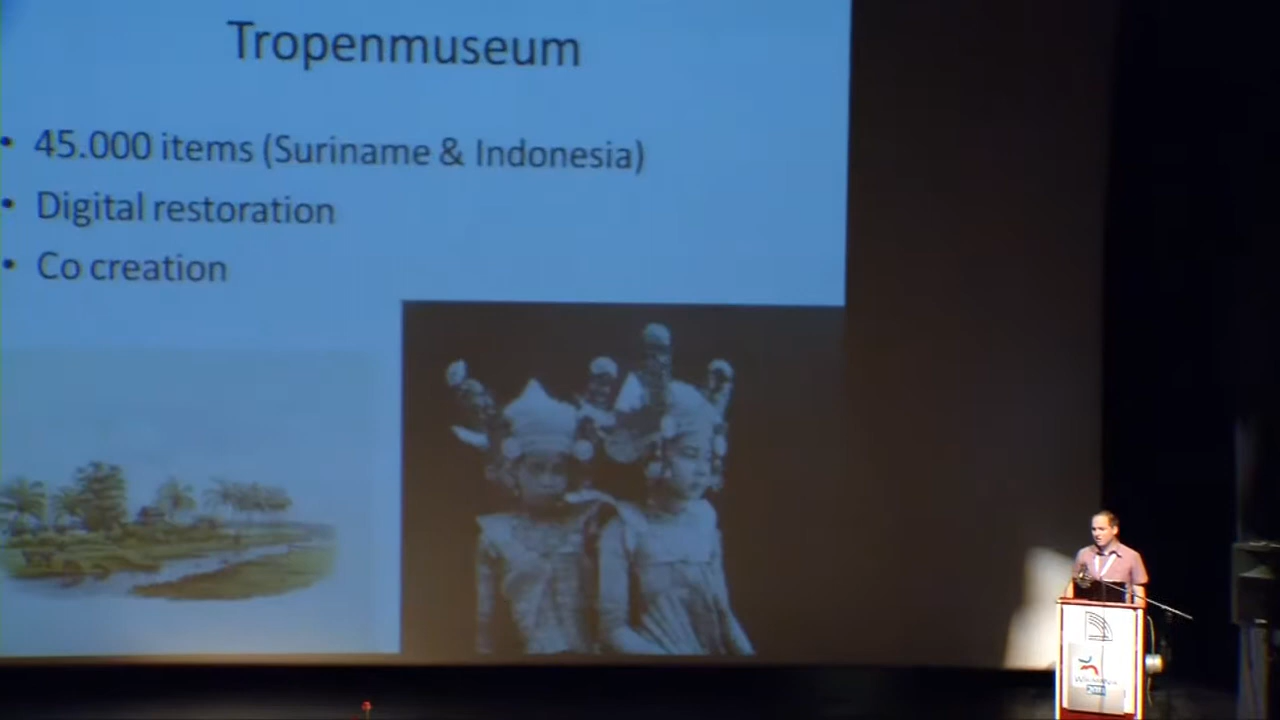 Tropenmuseum
• 45.000 items (Suriname & Indonesia)
• Digital restoration
• Co creation